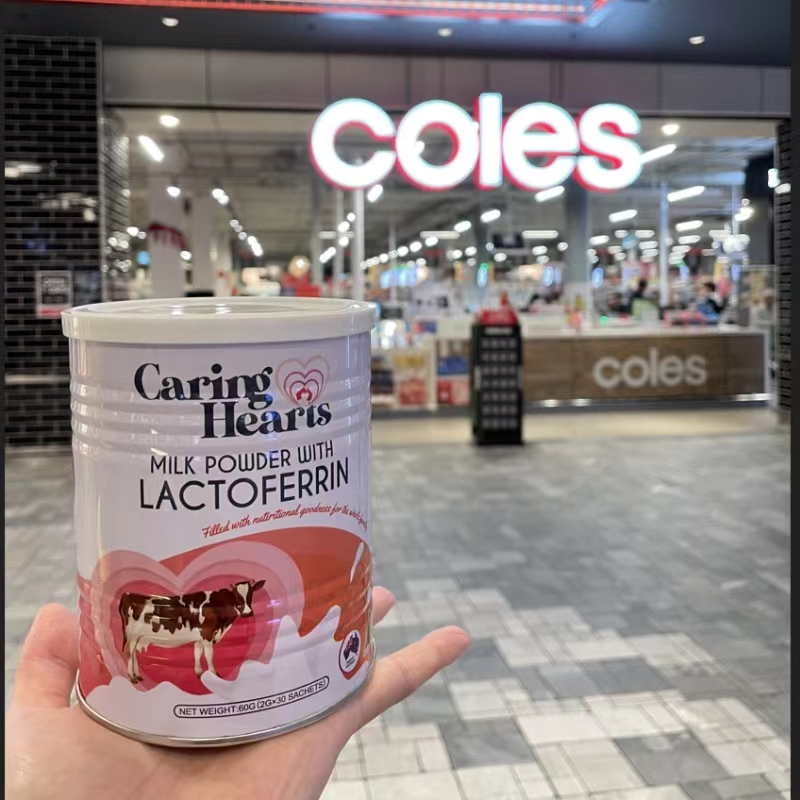 coles
coles
Caring
Hearts
MILK POWDER WITH
LACTOFERRIN
Filled with nutritional goodness for the whole
NET WEIGHT:60G(2G×30 SACHETS)